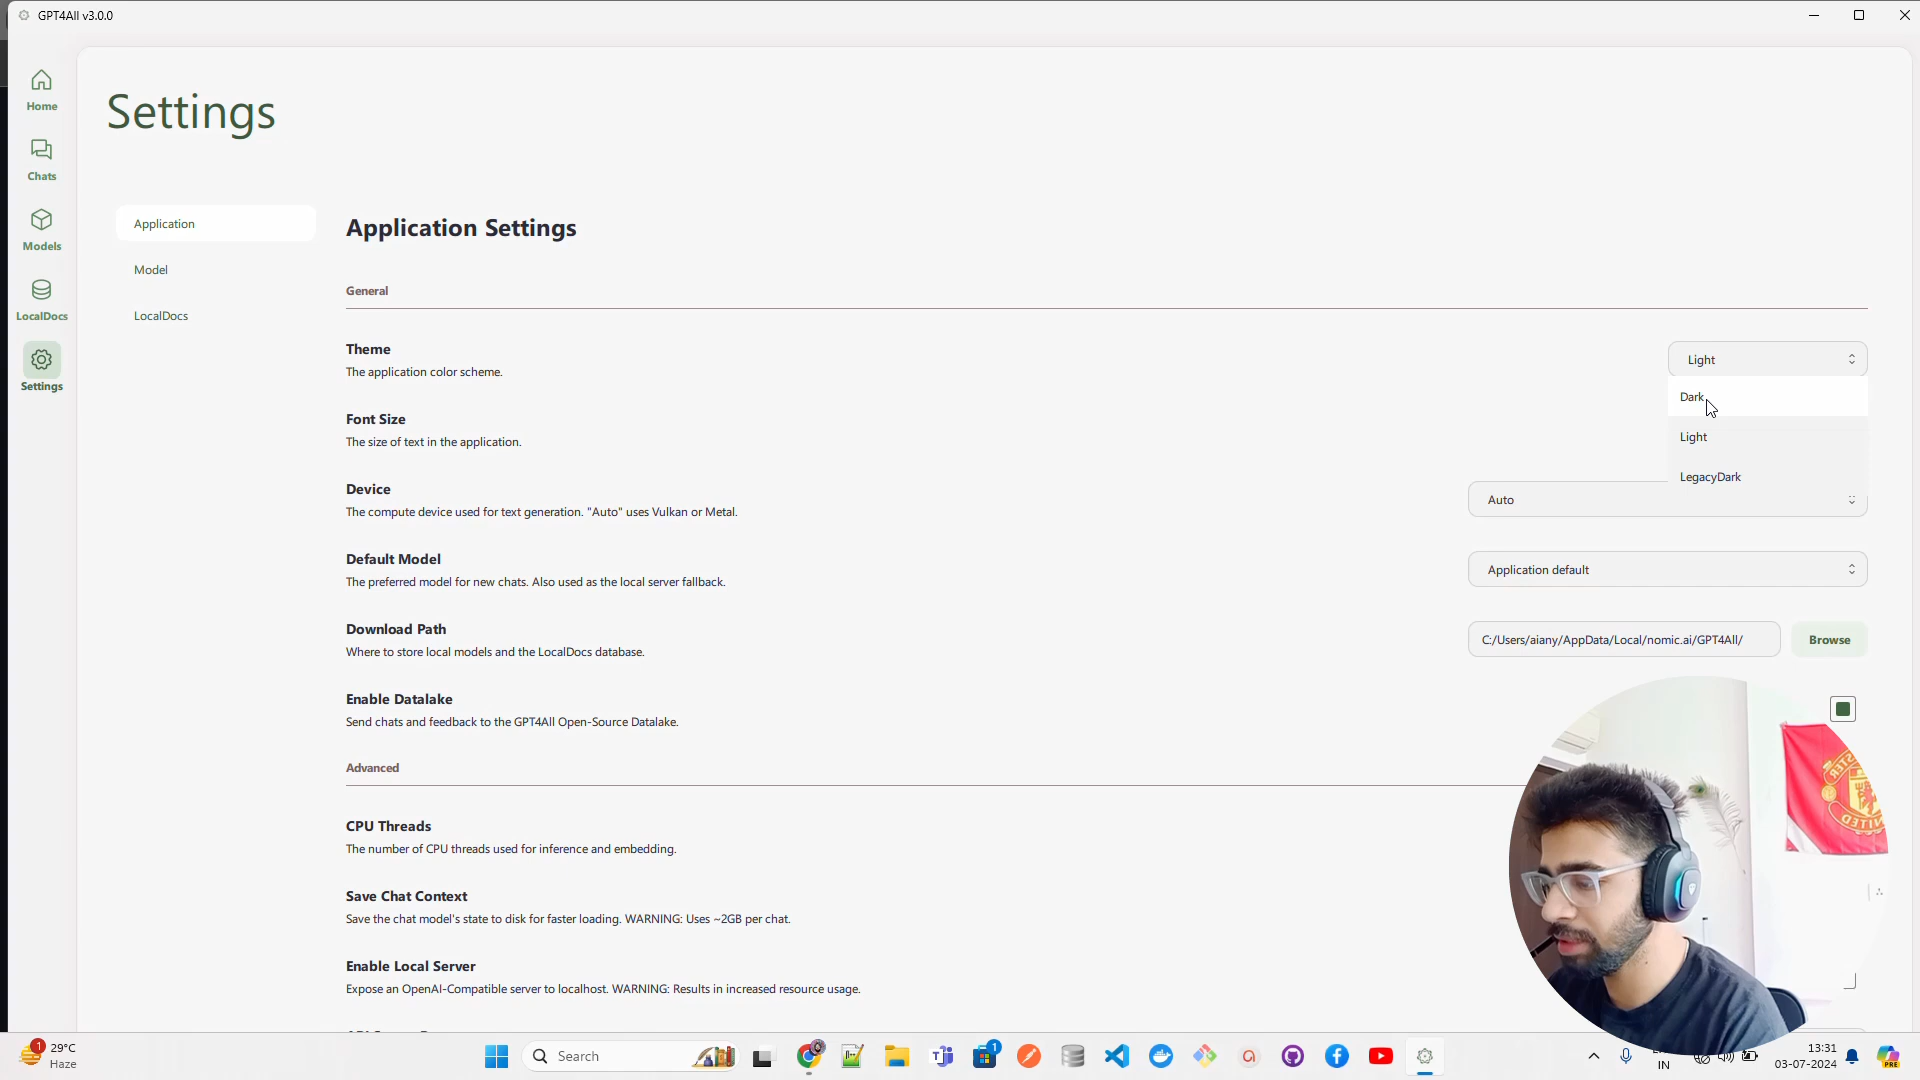 GPT4All v3.0.0
Home
Chats
Models
LocalDocs
Settings
Settings
Application
Model
LocalDocs
Application Settings
General
Theme
The application color scheme.
Light
Dark
Light
LegacyDark
Font Size
The size of text in the application.
Device
The compute device used for text generation. "Auto" uses Vulkan or Metal.
Auto
Default Model
The preferred model for new chats. Also used as the local server fallback.
Application default
Download Path
Where to store local models and the LocalDocs database.
C:/Users/aiany/AppData/Local/nomic.ai/GPT4All/
Browse
Enable Datalake
Send chats and feedback to the GPT4All Open-Source Datalake.
Advanced
CPU Threads
The number of CPU threads used for inference and embedding.
Save Chat Context
Save the chat model's state to disk for faster loading. WARNING: Uses ~2GB per chat.
Enable Local Server
Expose an OpenAI-Compatible server to localhost. WARNING: Results in increased resource usage.
UNITED
1
29°C
Haze
Search
1
IN
13:31
03-07-2024
PRE